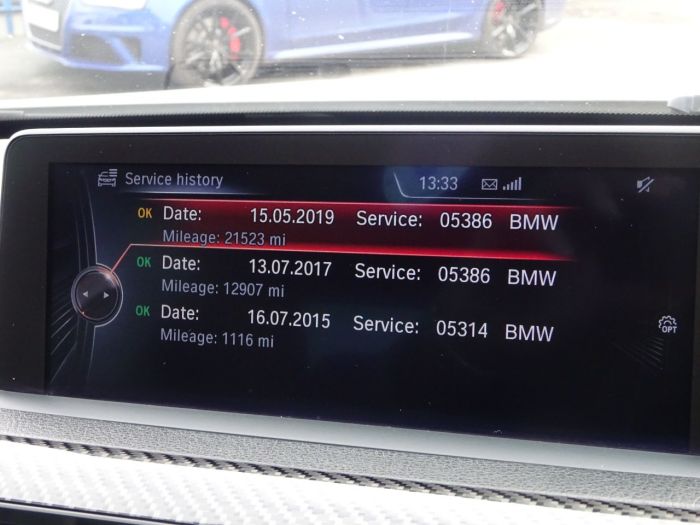 Service history 13:33
OK Date: 15.05.2019 Service: 05386 BMW
Mileage: 21523 mi
OK Date: 13.07.2017 Service: 05386 BMW
Mileage: 12907 mi
OK Date: 16.07.2015 Service: 05314 BMW
Mileage: 1116 mi
OPT